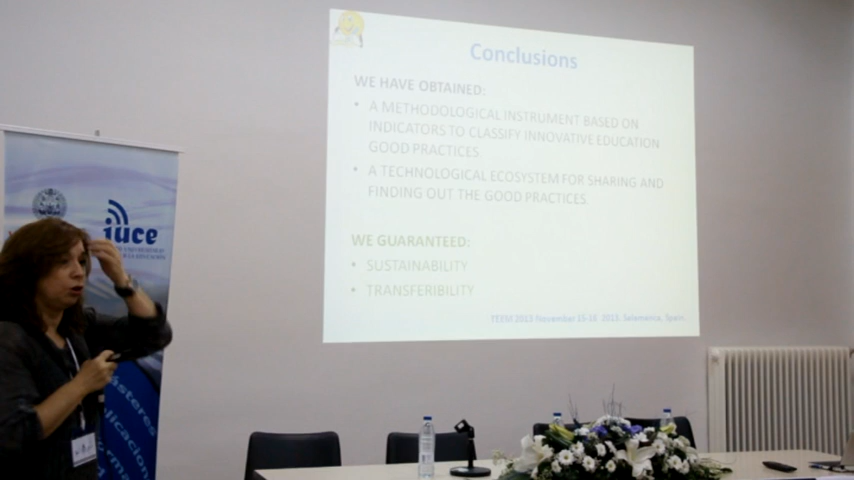 Conclusions
WE HAVE OBTAINED:
• A METHODOLOGICAL INSTRUMENT BASED ON
INDICATORS TO CLASSIFY INNOVATIVE EDUCATION
GOOD PRACTICES.
• A TECHNOLOGICAL ECOSYSTEM FOR SHARING AND
FINDING OUT THE GOOD PRACTICES.
WE GUARANTEED:
• SUSTAINABILITY
• TRANSFERIBILITY
TEEM 2013 November 15-16 2013. Salamanca, Spain.
iuce